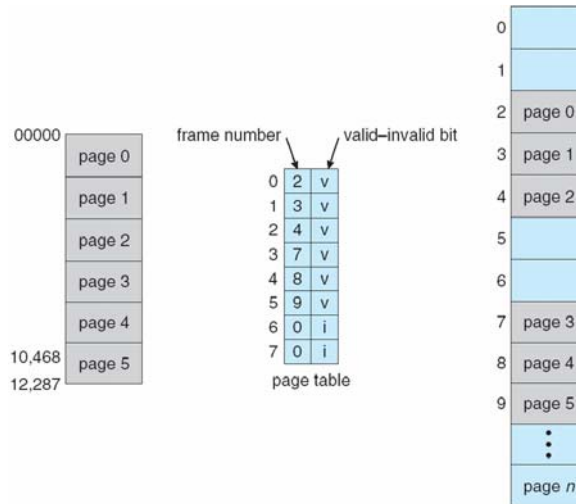 00000
page 0
page 1
page 2
page 3
page 4
page 5
10,468
12,287
frame number
valid–invalid bit
0 2 v
1 3 v
2 4 v
3 7 v
4 8 v
5 9 v
6 0 i
7 0 i
page table
0
1
2 page 0
3 page 1
4 page 2
5
6
7 page 3
8 page 4
9 page 5
page n